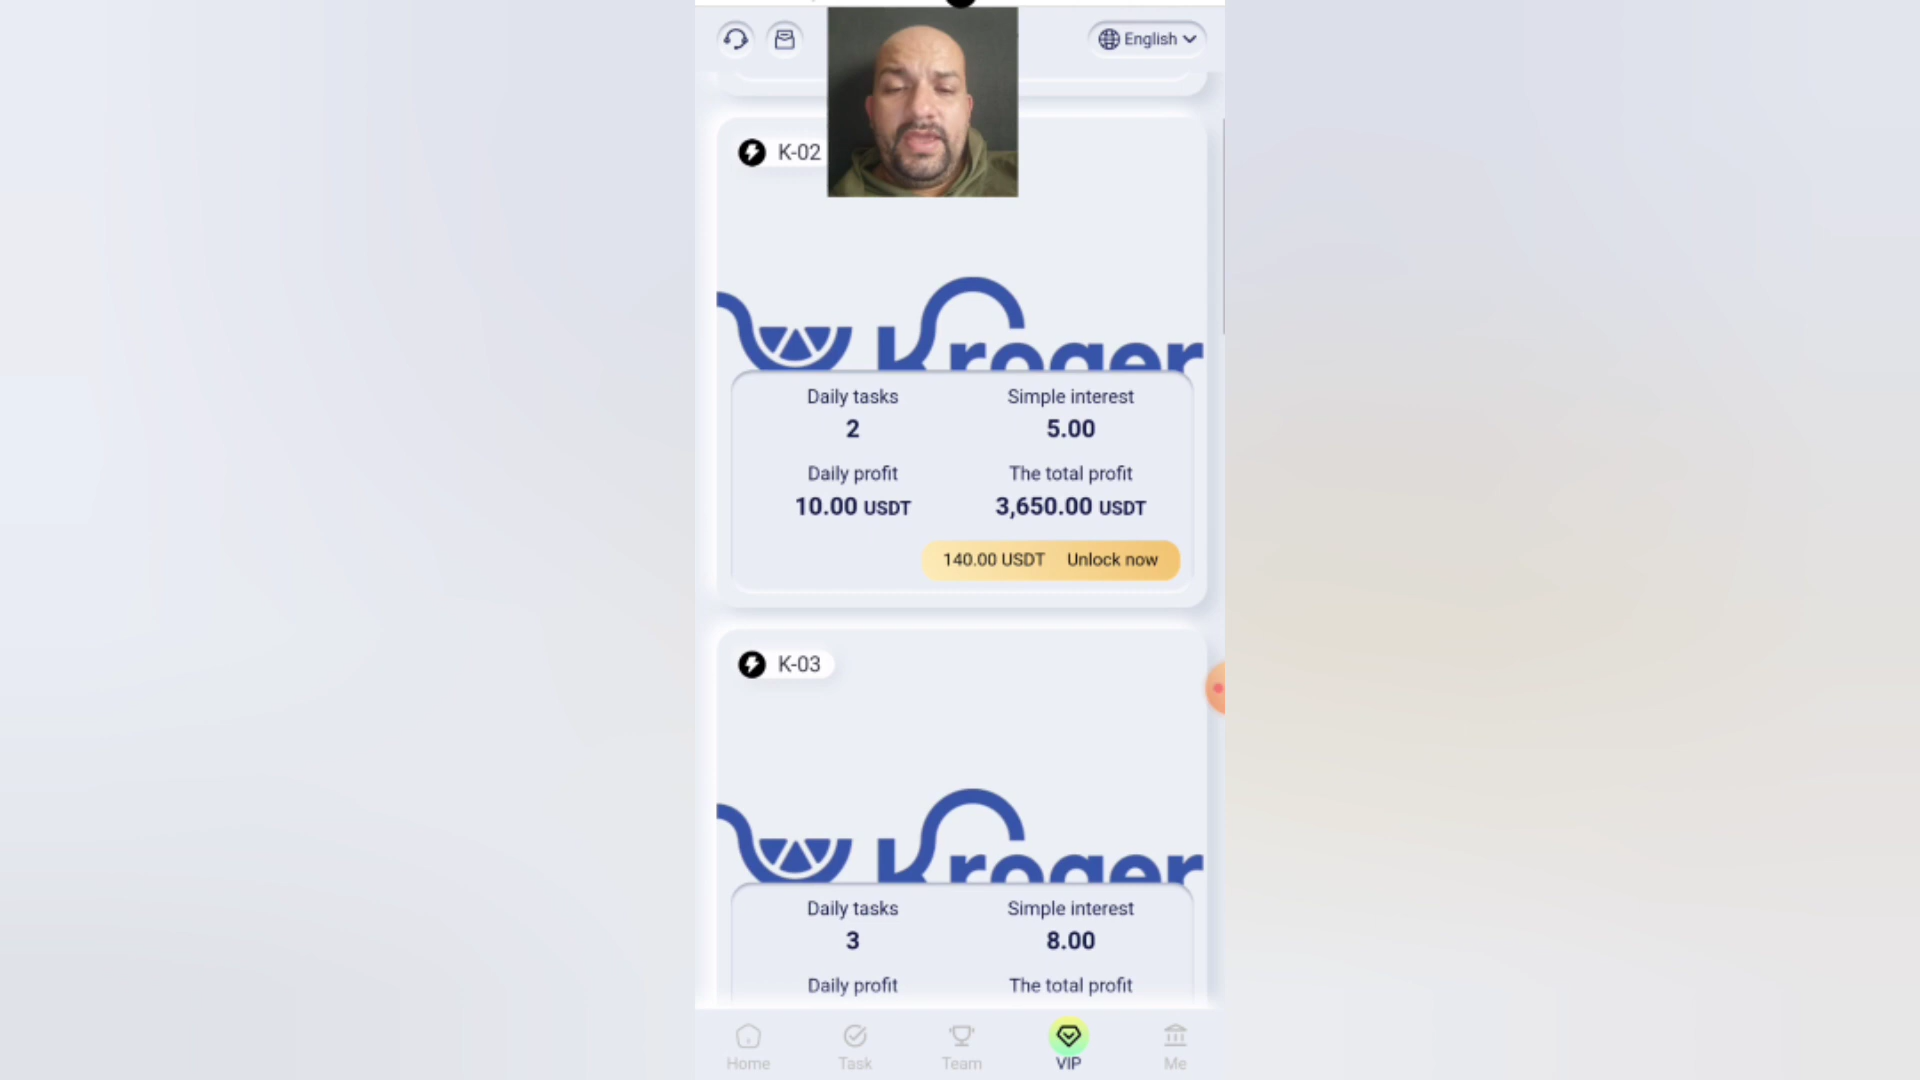 English
K-02
Kroger
Daily tasks
Simple interest
2
5.00
Daily profit
The total profit
10.00 USDT
3,650.00 USDT
140.00 USDT
Unlock now
K-03
Kroger
Daily tasks
Simple interest
3
8.00
Daily profit
The total profit
Home
Task
Team
VIP
Me